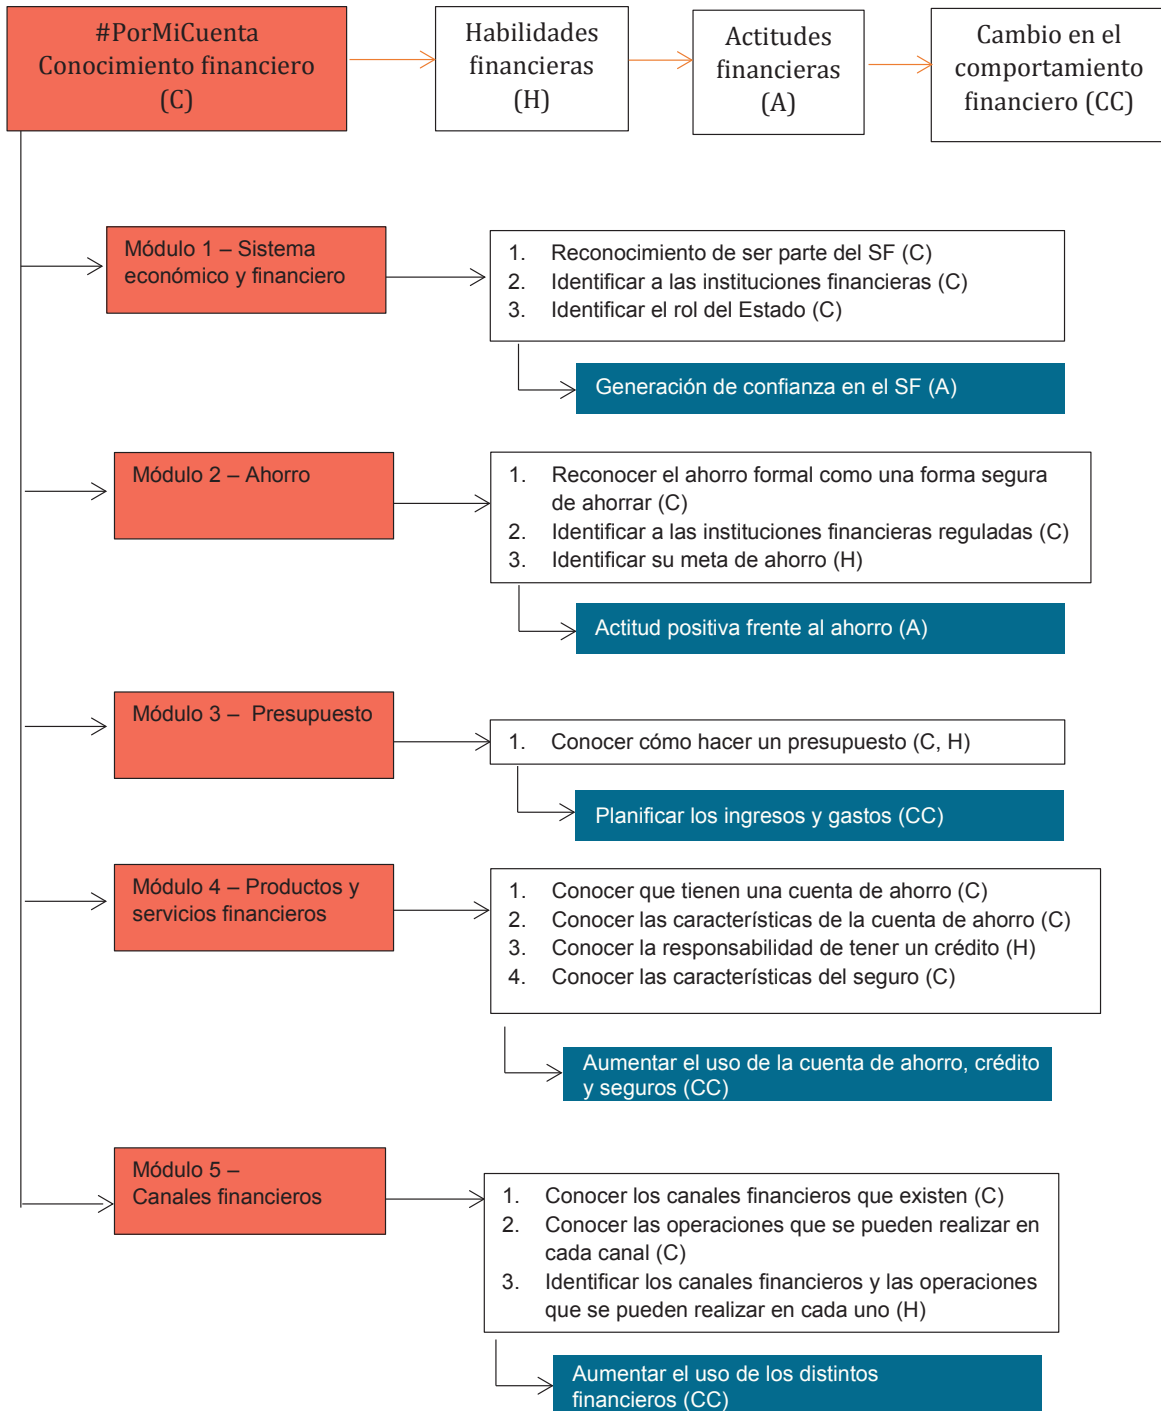 #PorMiCuenta
Conocimiento financiero
(C)
Habilidades
financieras
(H)
Actitudes
financieras
(A)
Cambio en el
comportamiento
financiero (CC)
Módulo 1 – Sistema
económico y financiero
1. Reconocimiento de ser parte del SF (C)
2. Identificar a las instituciones financieras (C)
3. Identificar el rol del Estado (C)
Generación de confianza en el SF (A)
Módulo 2 – Ahorro
1. Reconocer el ahorro formal como una forma segura
de ahorrar (C)
2. Identificar a las instituciones financieras reguladas (C)
3. Identificar su meta de ahorro (H)
Actitud positiva frente al ahorro (A)
Módulo 3 – Presupuesto
1. Conocer cómo hacer un presupuesto (C, H)
Planificar los ingresos y gastos (CC)
Módulo 4 – Productos y
servicios financieros
1. Conocer que tienen una cuenta de ahorro (C)
2. Conocer las características de la cuenta de ahorro (C)
3. Conocer la responsabilidad de tener un crédito (H)
4. Conocer las características del seguro (C)
Aumentar el uso de la cuenta de ahorro, crédito
y seguros (CC)
Módulo 5 –
Canales financieros
1. Conocer los canales financieros que existen (C)
2. Conocer las operaciones que se pueden realizar en
cada canal (C)
3. Identificar los canales financieros y las operaciones
que se pueden realizar en cada uno (H)
Aumentar el uso de los distintos
financieros (CC)